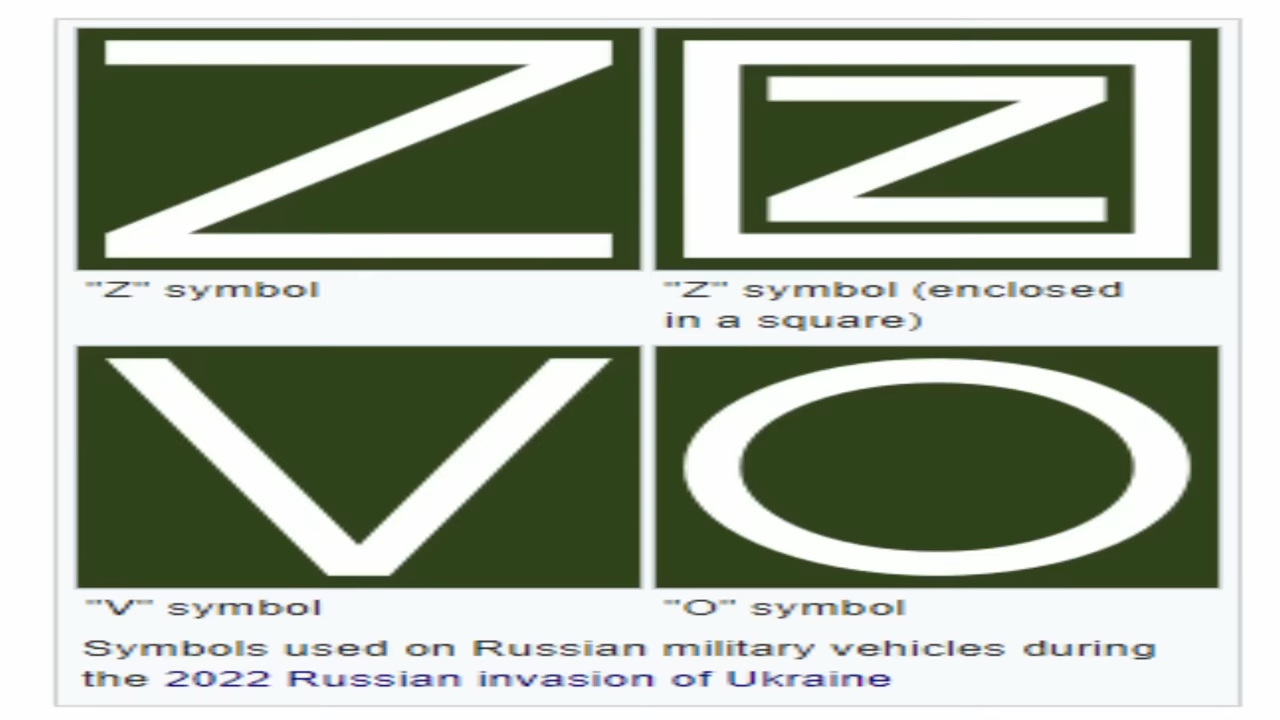 Z
Z
"Z" symbol
"Z" symbol (enclosed
in a square)
V
O
"V" symbol
"O" symbol
Symbols used on Russian military vehicles during
the 2022 Russian invasion of Ukraine